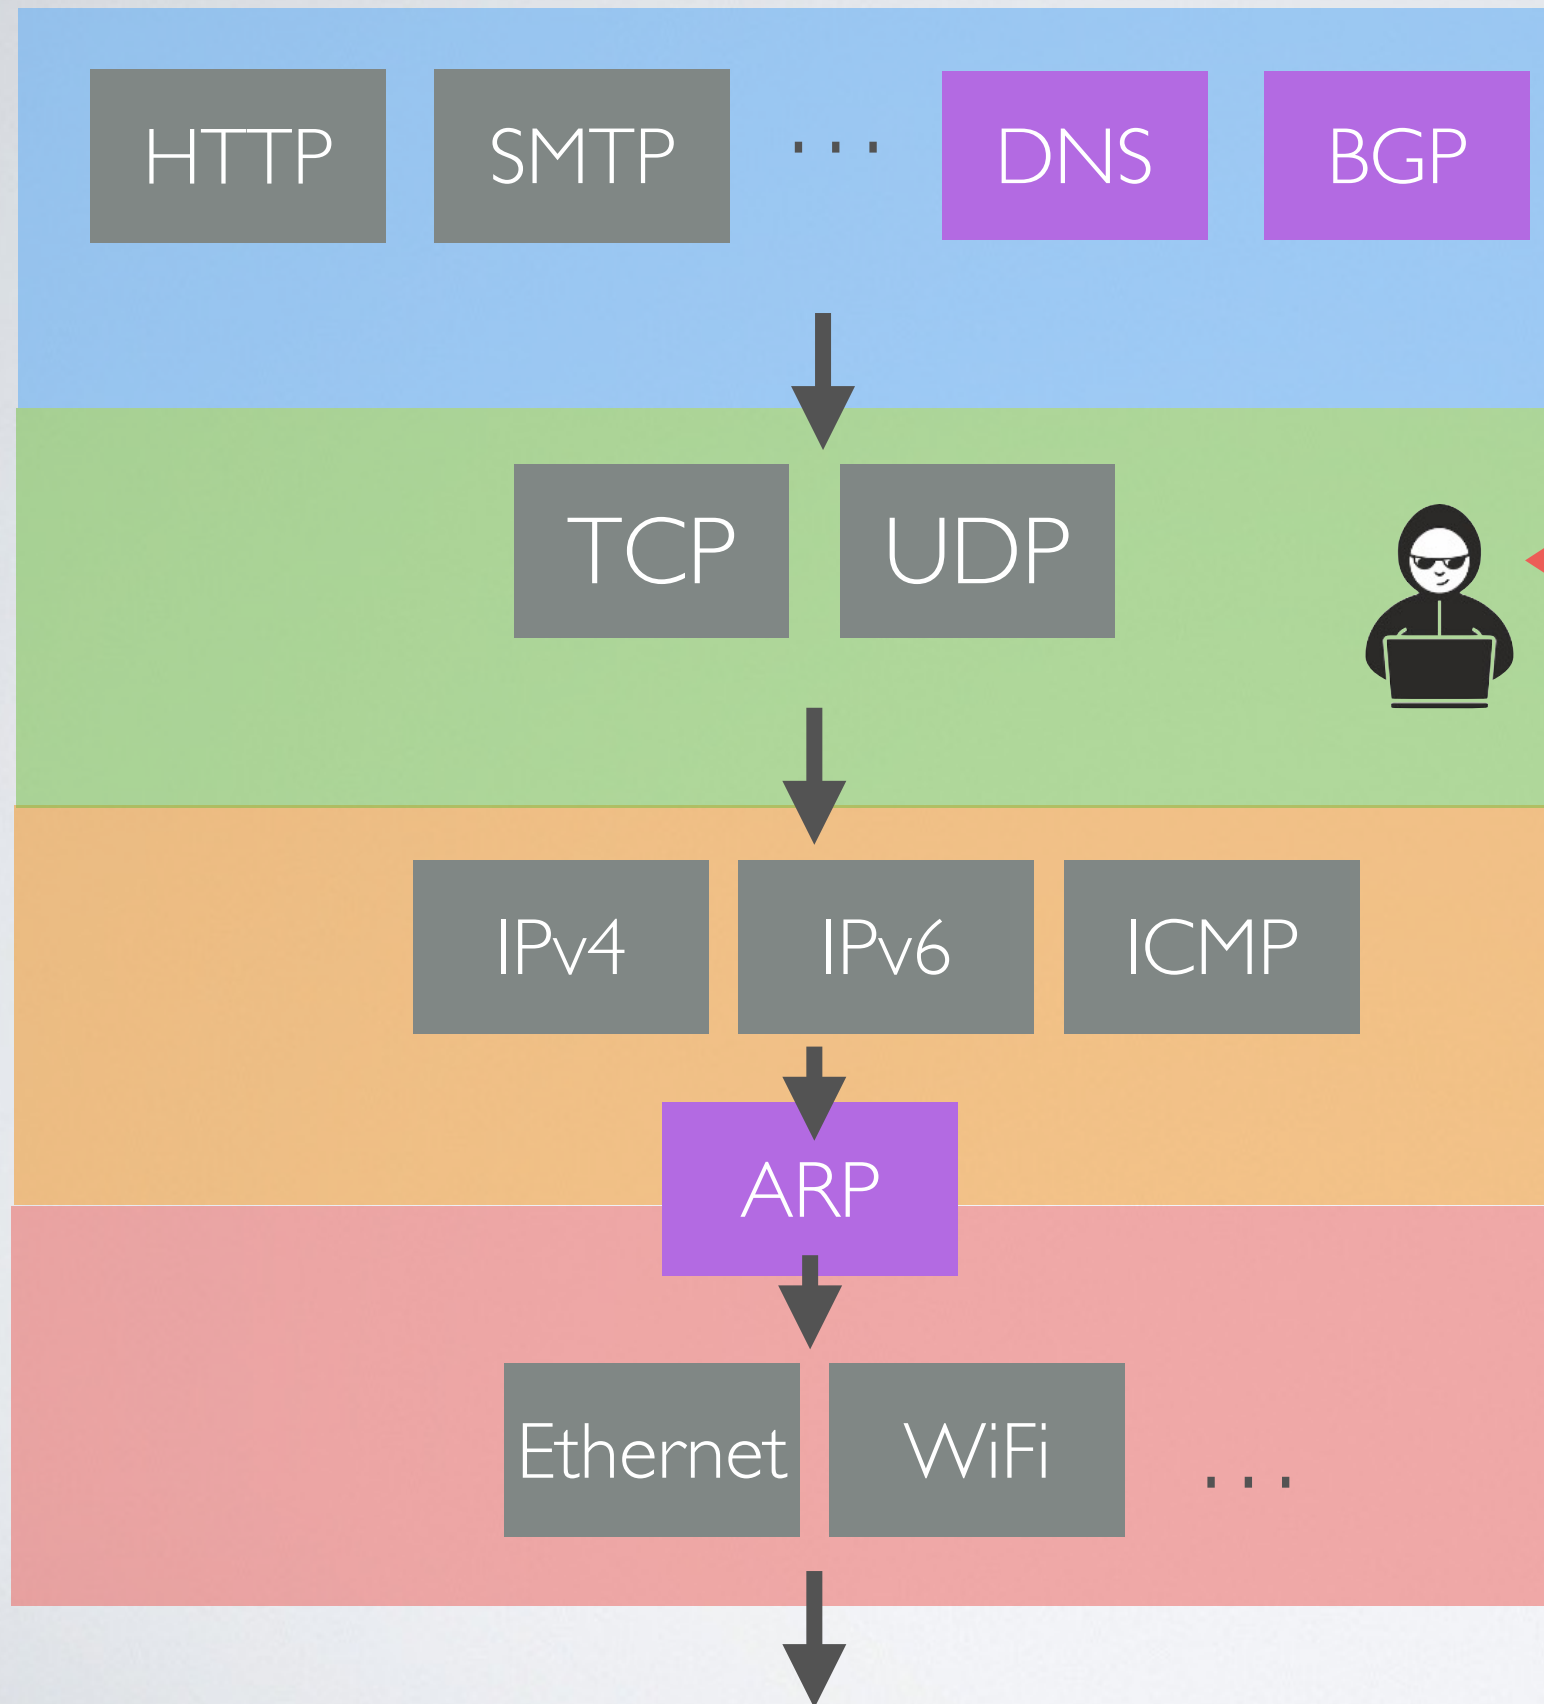 HTTP
SMTP
...
DNS
BGP
TCP
UDP
IPv4
IPv6
ICMP
ARP
Ethernet
WiFi
...